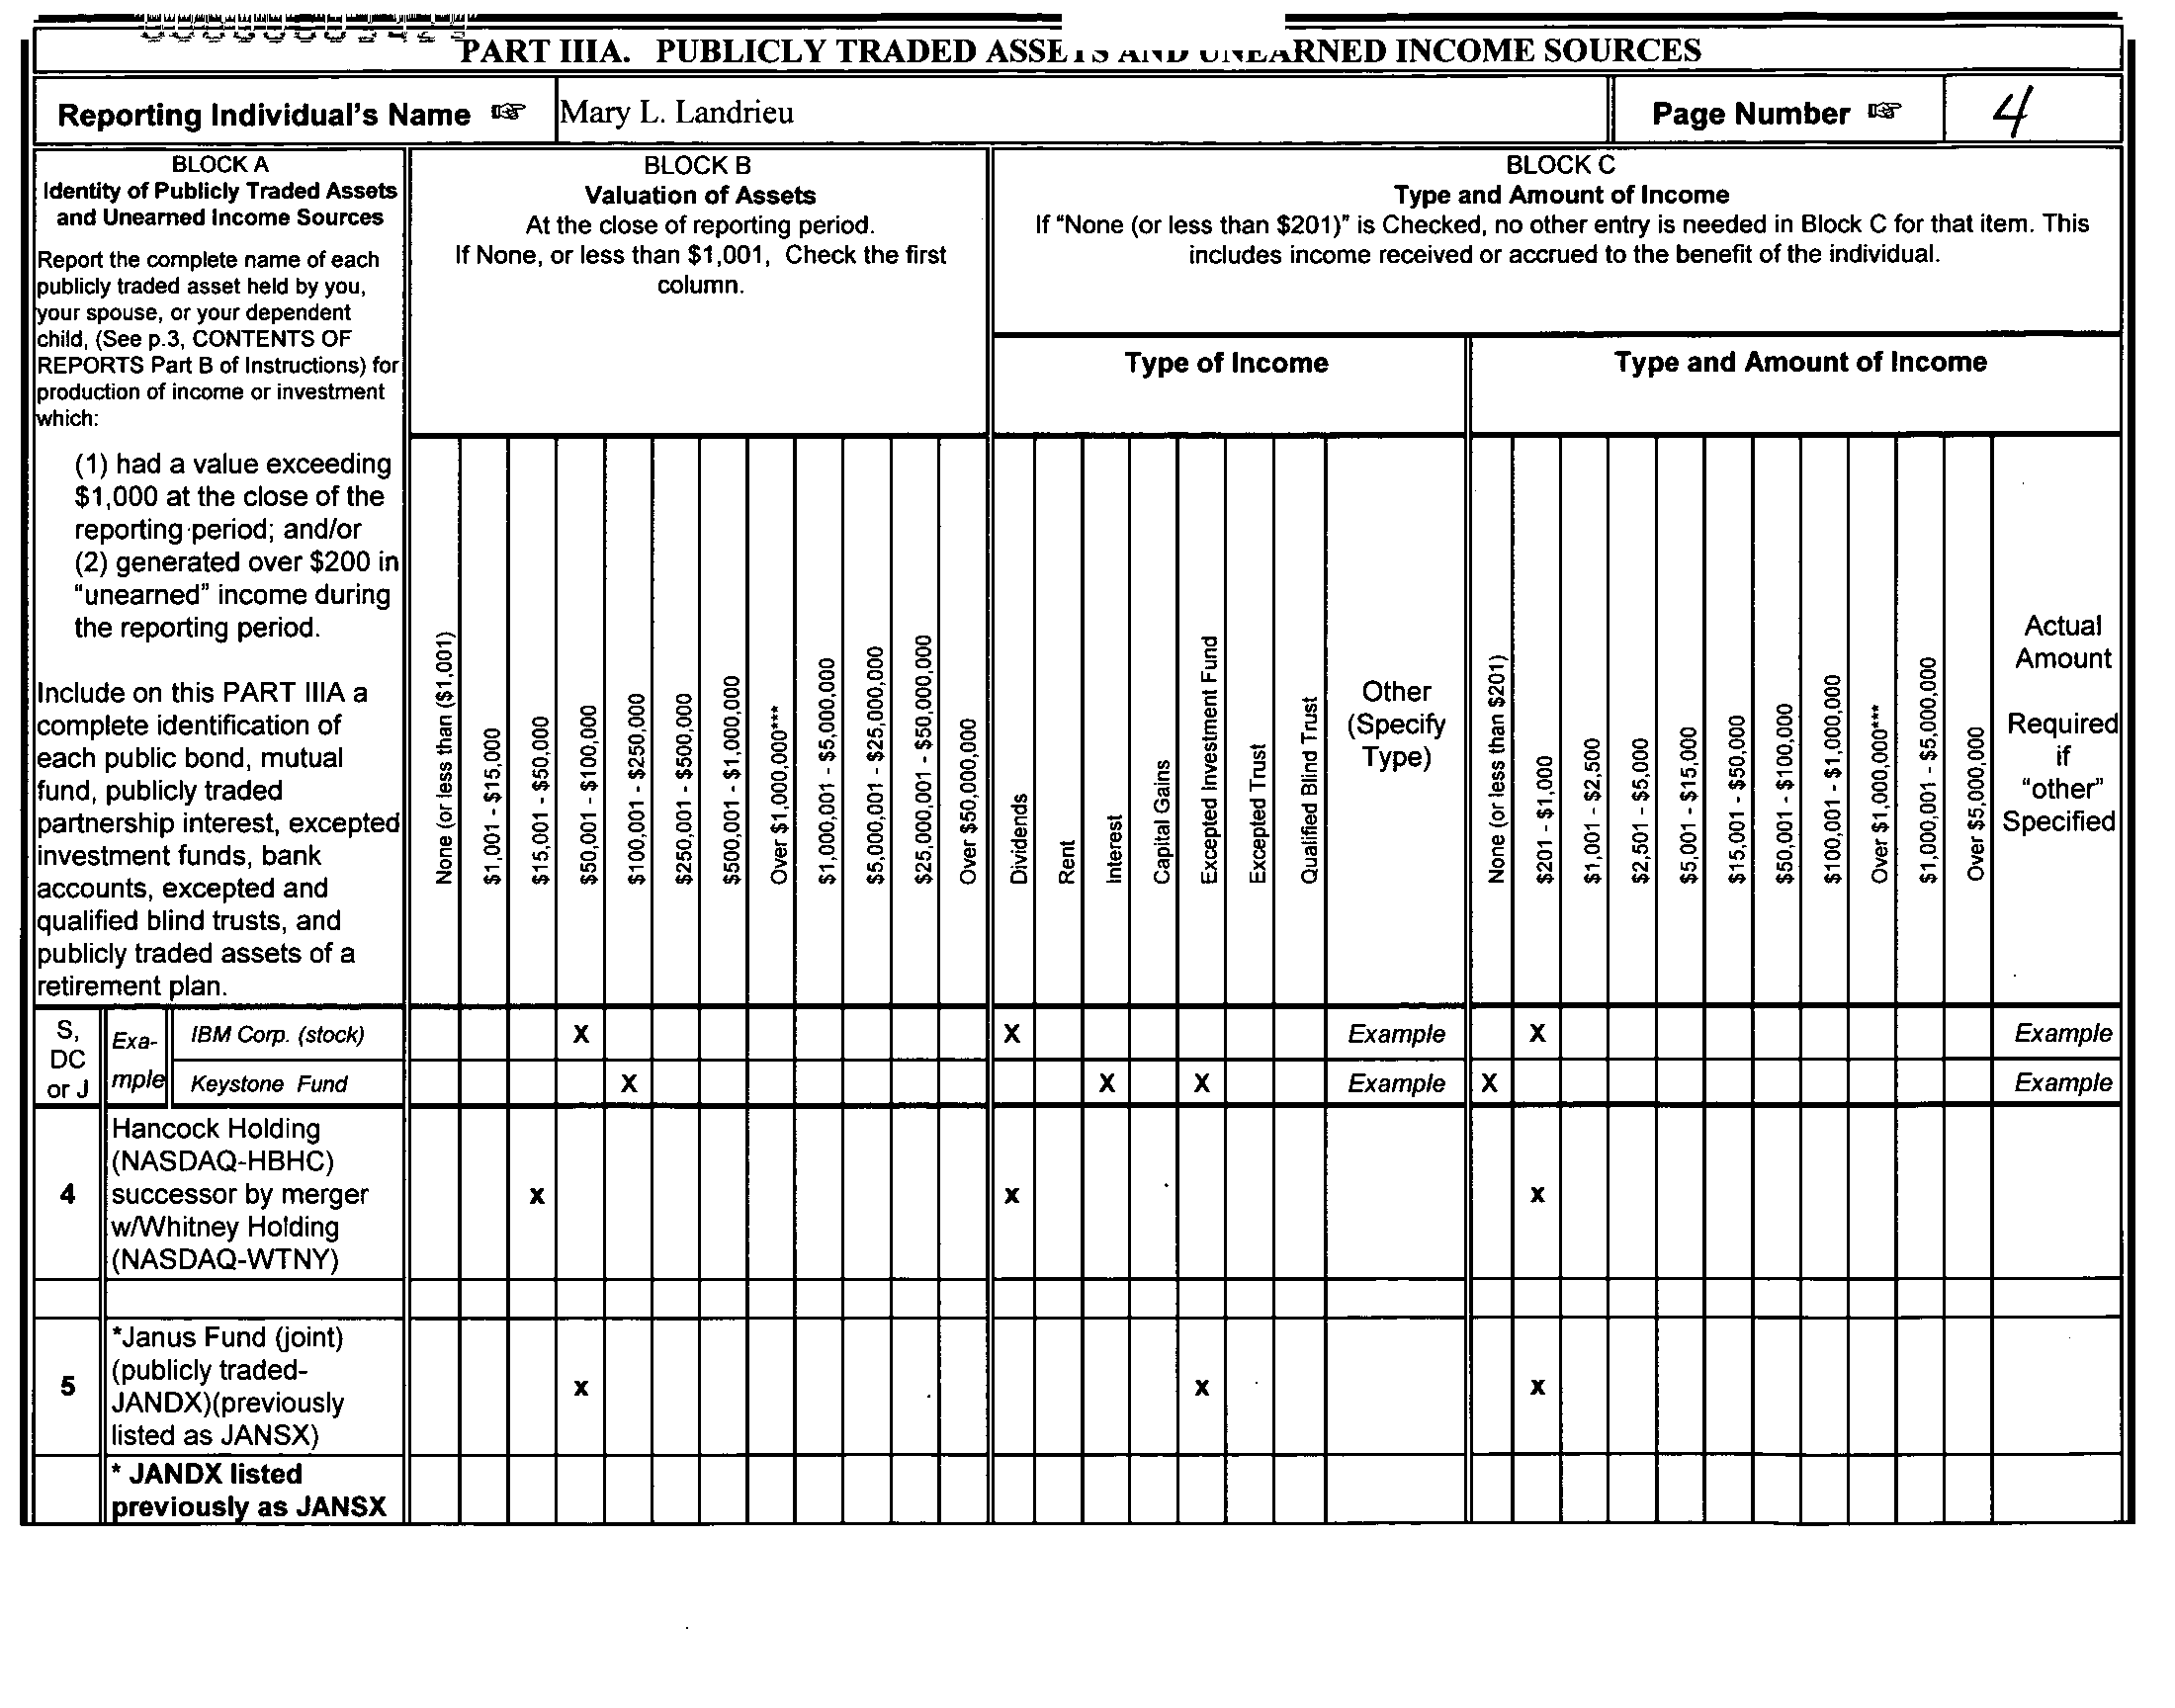 PART IIIA. PUBLICLY TRADED ASSETS AND UNEARNED INCOME SOURCES
Reporting Individual's Name ☞ Mary L. Landrieu Page Number ☞ 4
BLOCK A
Identity of Publicly Traded Assets
and Unearned Income Sources
Report the complete name of each
publicly traded asset held by you,
your spouse, or your dependent
child, (See p.3, CONTENTS OF
REPORTS Part B of Instructions) for
production of income or investment
which:
(1) had a value exceeding
$1,000 at the close of the
reporting period; and/or
(2) generated over $200 in
"unearned" income during
the reporting period.
Include on this PART IIIA a
complete identification of
each public bond, mutual
fund, publicly traded
partnership interest, excepted
investment funds, bank
accounts, excepted and
qualified blind trusts, and
publicly traded assets of a
retirement plan.
BLOCK B
Valuation of Assets
At the close of reporting period.
If None, or less than $1,001, Check the first
column.
BLOCK C
Type and Amount of Income
If "None (or less than $201)" is Checked, no other entry is needed in Block C for that item. This
includes income received or accrued to the benefit of the individual.
Type of Income
Type and Amount of Income
None (or less than ($1,001)
$1,001 - $15,000
$15,001 - $50,000
$50,001 - $100,000
$100,001 - $250,000
$250,001 - $500,000
$500,001 - $1,000,000
Over $1,000,000***
$1,000,001 - $5,000,000
$5,000,001 - $25,000,000
$25,000,001 - $50,000,000
Over $50,000,000
Dividends
Rent
Interest
Capital Gains
Excepted Investment Fund
Excepted Trust
Qualified Blind Trust
Other
(Specify
Type)
None (or less than $201)
$201 - $1,000
$1,001 - $2,500
$2,501 - $5,000
$5,001 - $15,000
$15,001 - $50,000
$50,001 - $100,000
$100,001 - $1,000,000
Over $1,000,000***
$1,000,001 - $5,000,000
Over $5,000,000
Actual
Amount
Required
if
"other"
Specified
S,
DC
or J
Exa-
mple
IBM Corp. (stock) X X Example X Example
Keystone Fund X X X Example X Example
4
Hancock Holding
(NASDAQ-HBHC)
successor by merger
w/Whitney Holding
(NASDAQ-WTNY)
x x x
5
*Janus Fund (joint)
(publicly traded-
JANDX)(previously
listed as JANSX)
x x x
* JANDX listed
previously as JANSX